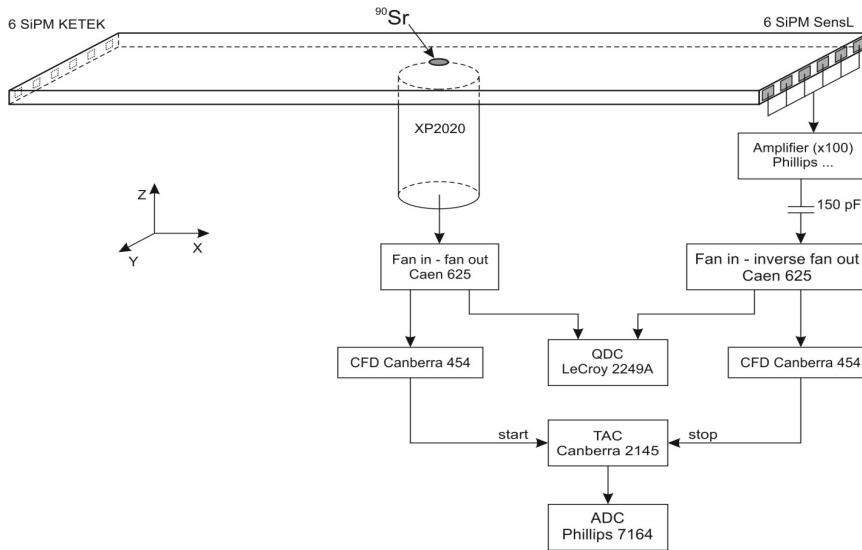 6 SiPM KETEK
⁹⁰Sr
6 SiPM SensL
XP2020
Amplifier (x100)
Phillips ...
150 pF
Z
X
Y
Fan in - fan out
Caen 625
Fan in - inverse fan out
Caen 625
CFD Canberra 454
QDC
LeCroy 2249A
CFD Canberra 454
start
TAC
Canberra 2145
stop
ADC
Phillips 7164